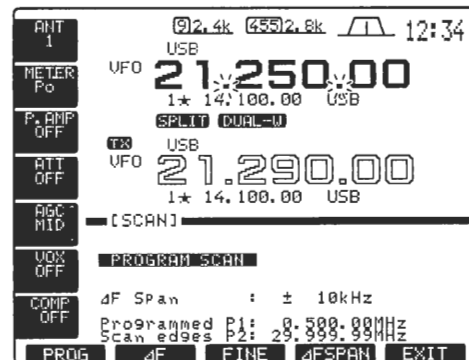 ANT
1
[9]2.4k [455]2.8k 12:34
USB
METER
Po
VFO 21.250.00
1★ 14.100.00 USB
P.AMP
OFF
SPLIT DUAL-W
TX USB
VFO 21.290.00
1★ 14.100.00 USB
ATT
OFF
AGC
MID
[SCAN]
VOX
OFF
PROGRAM SCAN
COMP
OFF
⊿F Span : ± 10kHz
Programmed P1: 0.500.00MHz
Scan edges P2: 29.999.99MHz
PROG ⊿F FINE ⊿FSPAN EXIT